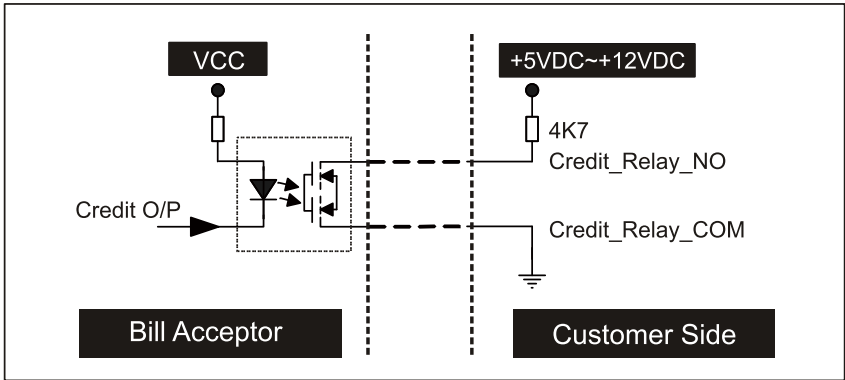 VCC
+5VDC~+12VDC
4K7
Credit_Relay_NO
Credit O/P
Credit_Relay_COM
Bill Acceptor
Customer Side